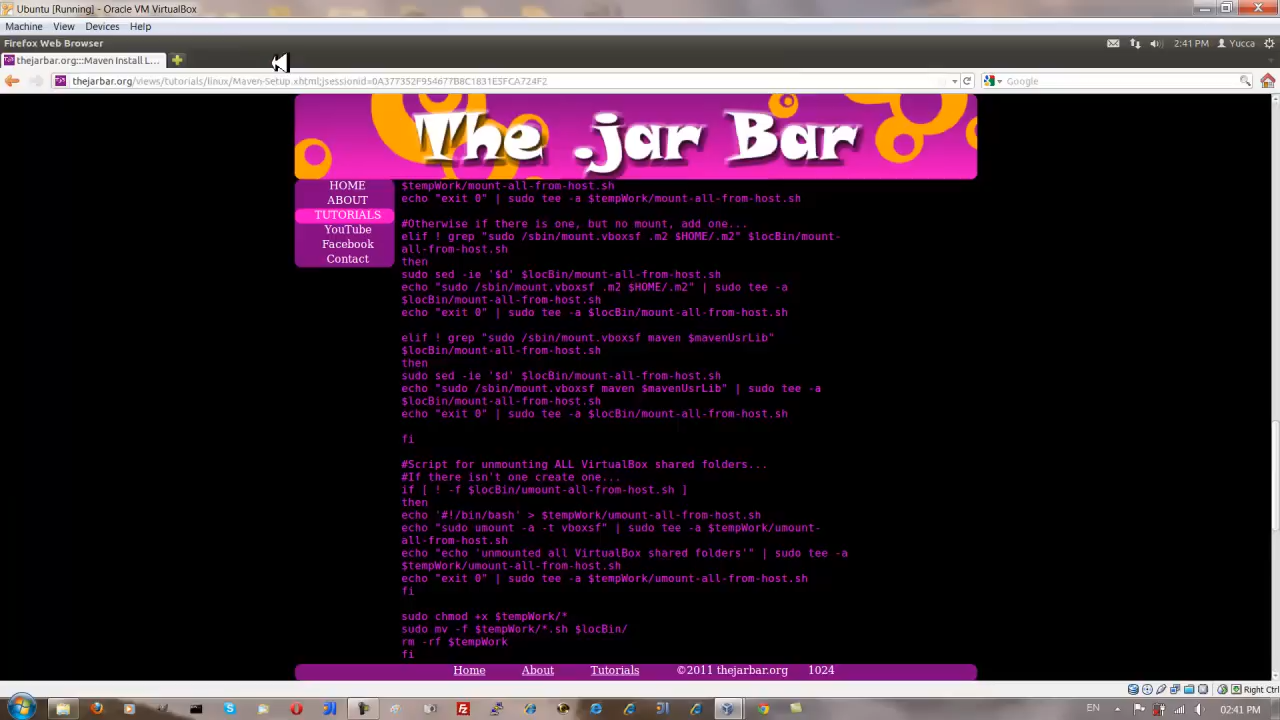 Ubuntu [Running] - Oracle VM VirtualBox
Machine View Devices Help
Firefox Web Browser
2:41 PM Yucca
thejarbar.org:::Maven Install L...
thejarbar.org/views/tutorials/linux/Maven-Setup.xhtml;jsessionid=0A377352F954677B8C1831E5FCA724F2
Google
The .jar Bar
HOME
ABOUT
TUTORIALS
YouTube
Facebook
Contact
$tempWork/mount-all-from-host.sh
echo "exit 0" | sudo tee -a $tempWork/mount-all-from-host.sh
#Otherwise if there is one, but no mount, add one...
elif ! grep "sudo /sbin/mount.vboxsf .m2 $HOME/.m2" $locBin/mount-
all-from-host.sh
then
sudo sed -ie '$d' $locBin/mount-all-from-host.sh
echo "sudo /sbin/mount.vboxsf .m2 $HOME/.m2" | sudo tee -a
$locBin/mount-all-from-host.sh
echo "exit 0" | sudo tee -a $locBin/mount-all-from-host.sh
elif ! grep "sudo /sbin/mount.vboxsf maven $mavenUsrLib"
$locBin/mount-all-from-host.sh
then
sudo sed -ie '$d' $locBin/mount-all-from-host.sh
echo "sudo /sbin/mount.vboxsf maven $mavenUsrLib" | sudo tee -a
$locBin/mount-all-from-host.sh
echo "exit 0" | sudo tee -a $locBin/mount-all-from-host.sh
fi
#Script for unmounting ALL VirtualBox shared folders...
#If there isn't one create one...
if [ ! -f $locBin/umount-all-from-host.sh ]
then
echo '#!/bin/bash' > $tempWork/umount-all-from-host.sh
echo "sudo umount -a -t vboxsf" | sudo tee -a $tempWork/umount-
all-from-host.sh
echo "echo 'unmounted all VirtualBox shared folders'" | sudo tee -a
$tempWork/umount-all-from-host.sh
echo "exit 0" | sudo tee -a $tempWork/umount-all-from-host.sh
fi
sudo chmod +x $tempWork/*
sudo mv -f $tempWork/*.sh $locBin/
rm -rf $tempWork
fi
Home About Tutorials ©2011 thejarbar.org 1024
Right Ctrl
EN 02:41 PM